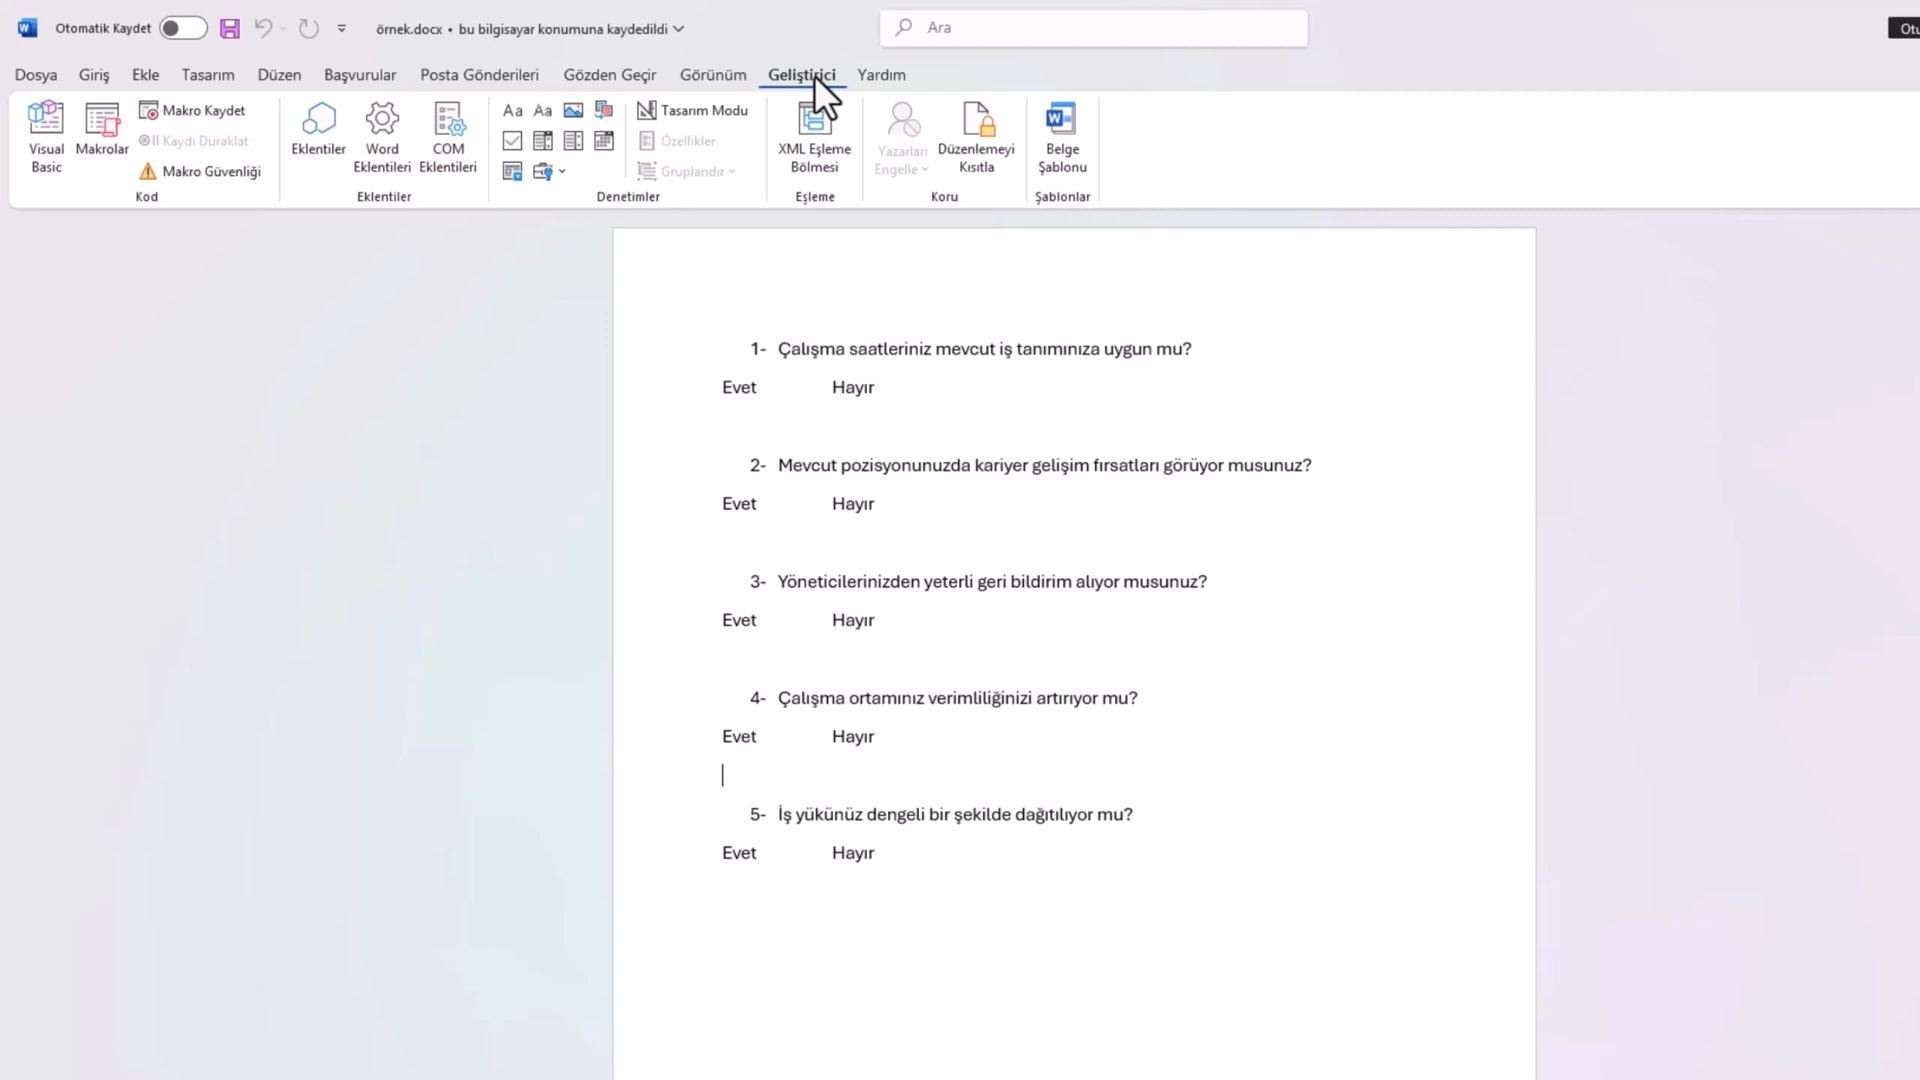 Otomatik Kaydet
örnek.docx • bu bilgisayar konumuna kaydedildi
Ara
Otu
Dosya Giriş Ekle Tasarım Düzen Başvurular Posta Gönderileri Gözden Geçir Görünüm Geliştirici Yardım
Visual Basic
Makrolar
Makro Kaydet
Kaydı Duraklat
Makro Güvenliği
Kod
Eklentiler
Word Eklentileri
COM Eklentileri
Eklentiler
Aa Aa
Tasarım Modu
Özellikler
Gruplandır
Denetimler
XML Eşleme Bölmesi
Eşleme
Yazarları Engelle
Düzenlemeyi Kısıtla
Koru
Belge Şablonu
Şablonlar
1- Çalışma saatleriniz mevcut iş tanımınıza uygun mu?
Evet Hayır
2- Mevcut pozisyonunuzda kariyer gelişim fırsatları görüyor musunuz?
Evet Hayır
3- Yöneticilerinizden yeterli geri bildirim alıyor musunuz?
Evet Hayır
4- Çalışma ortamınız verimliliğinizi artırıyor mu?
Evet Hayır
5- İş yükünüz dengeli bir şekilde dağıtılıyor mu?
Evet Hayır